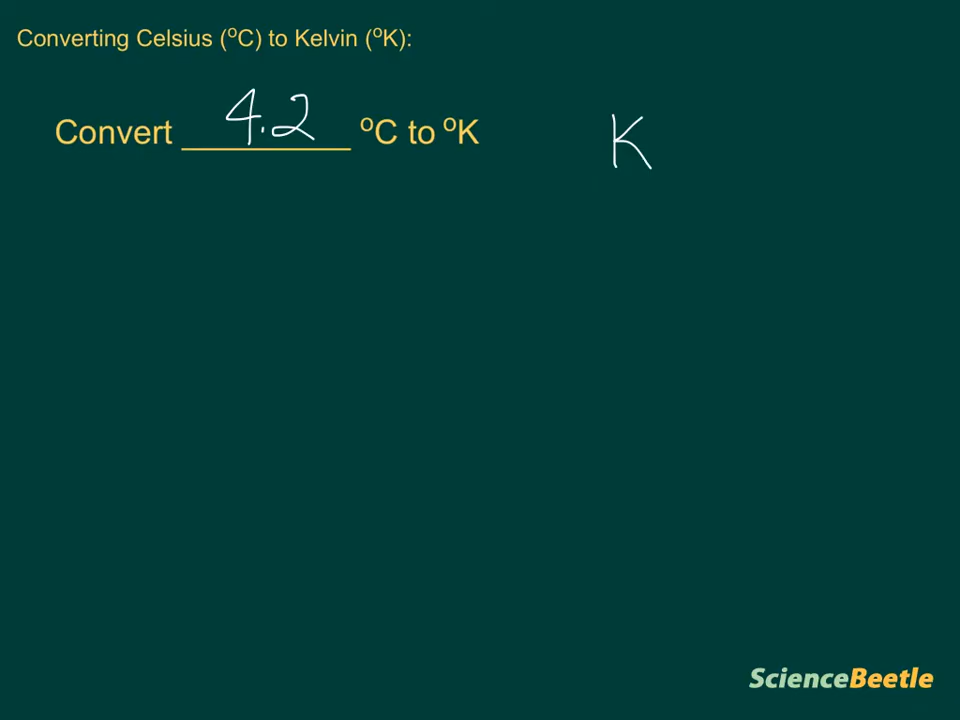 Converting Celsius (ºC) to Kelvin (ºK):
Convert 4.2 ºC to ºK K
ScienceBeetle